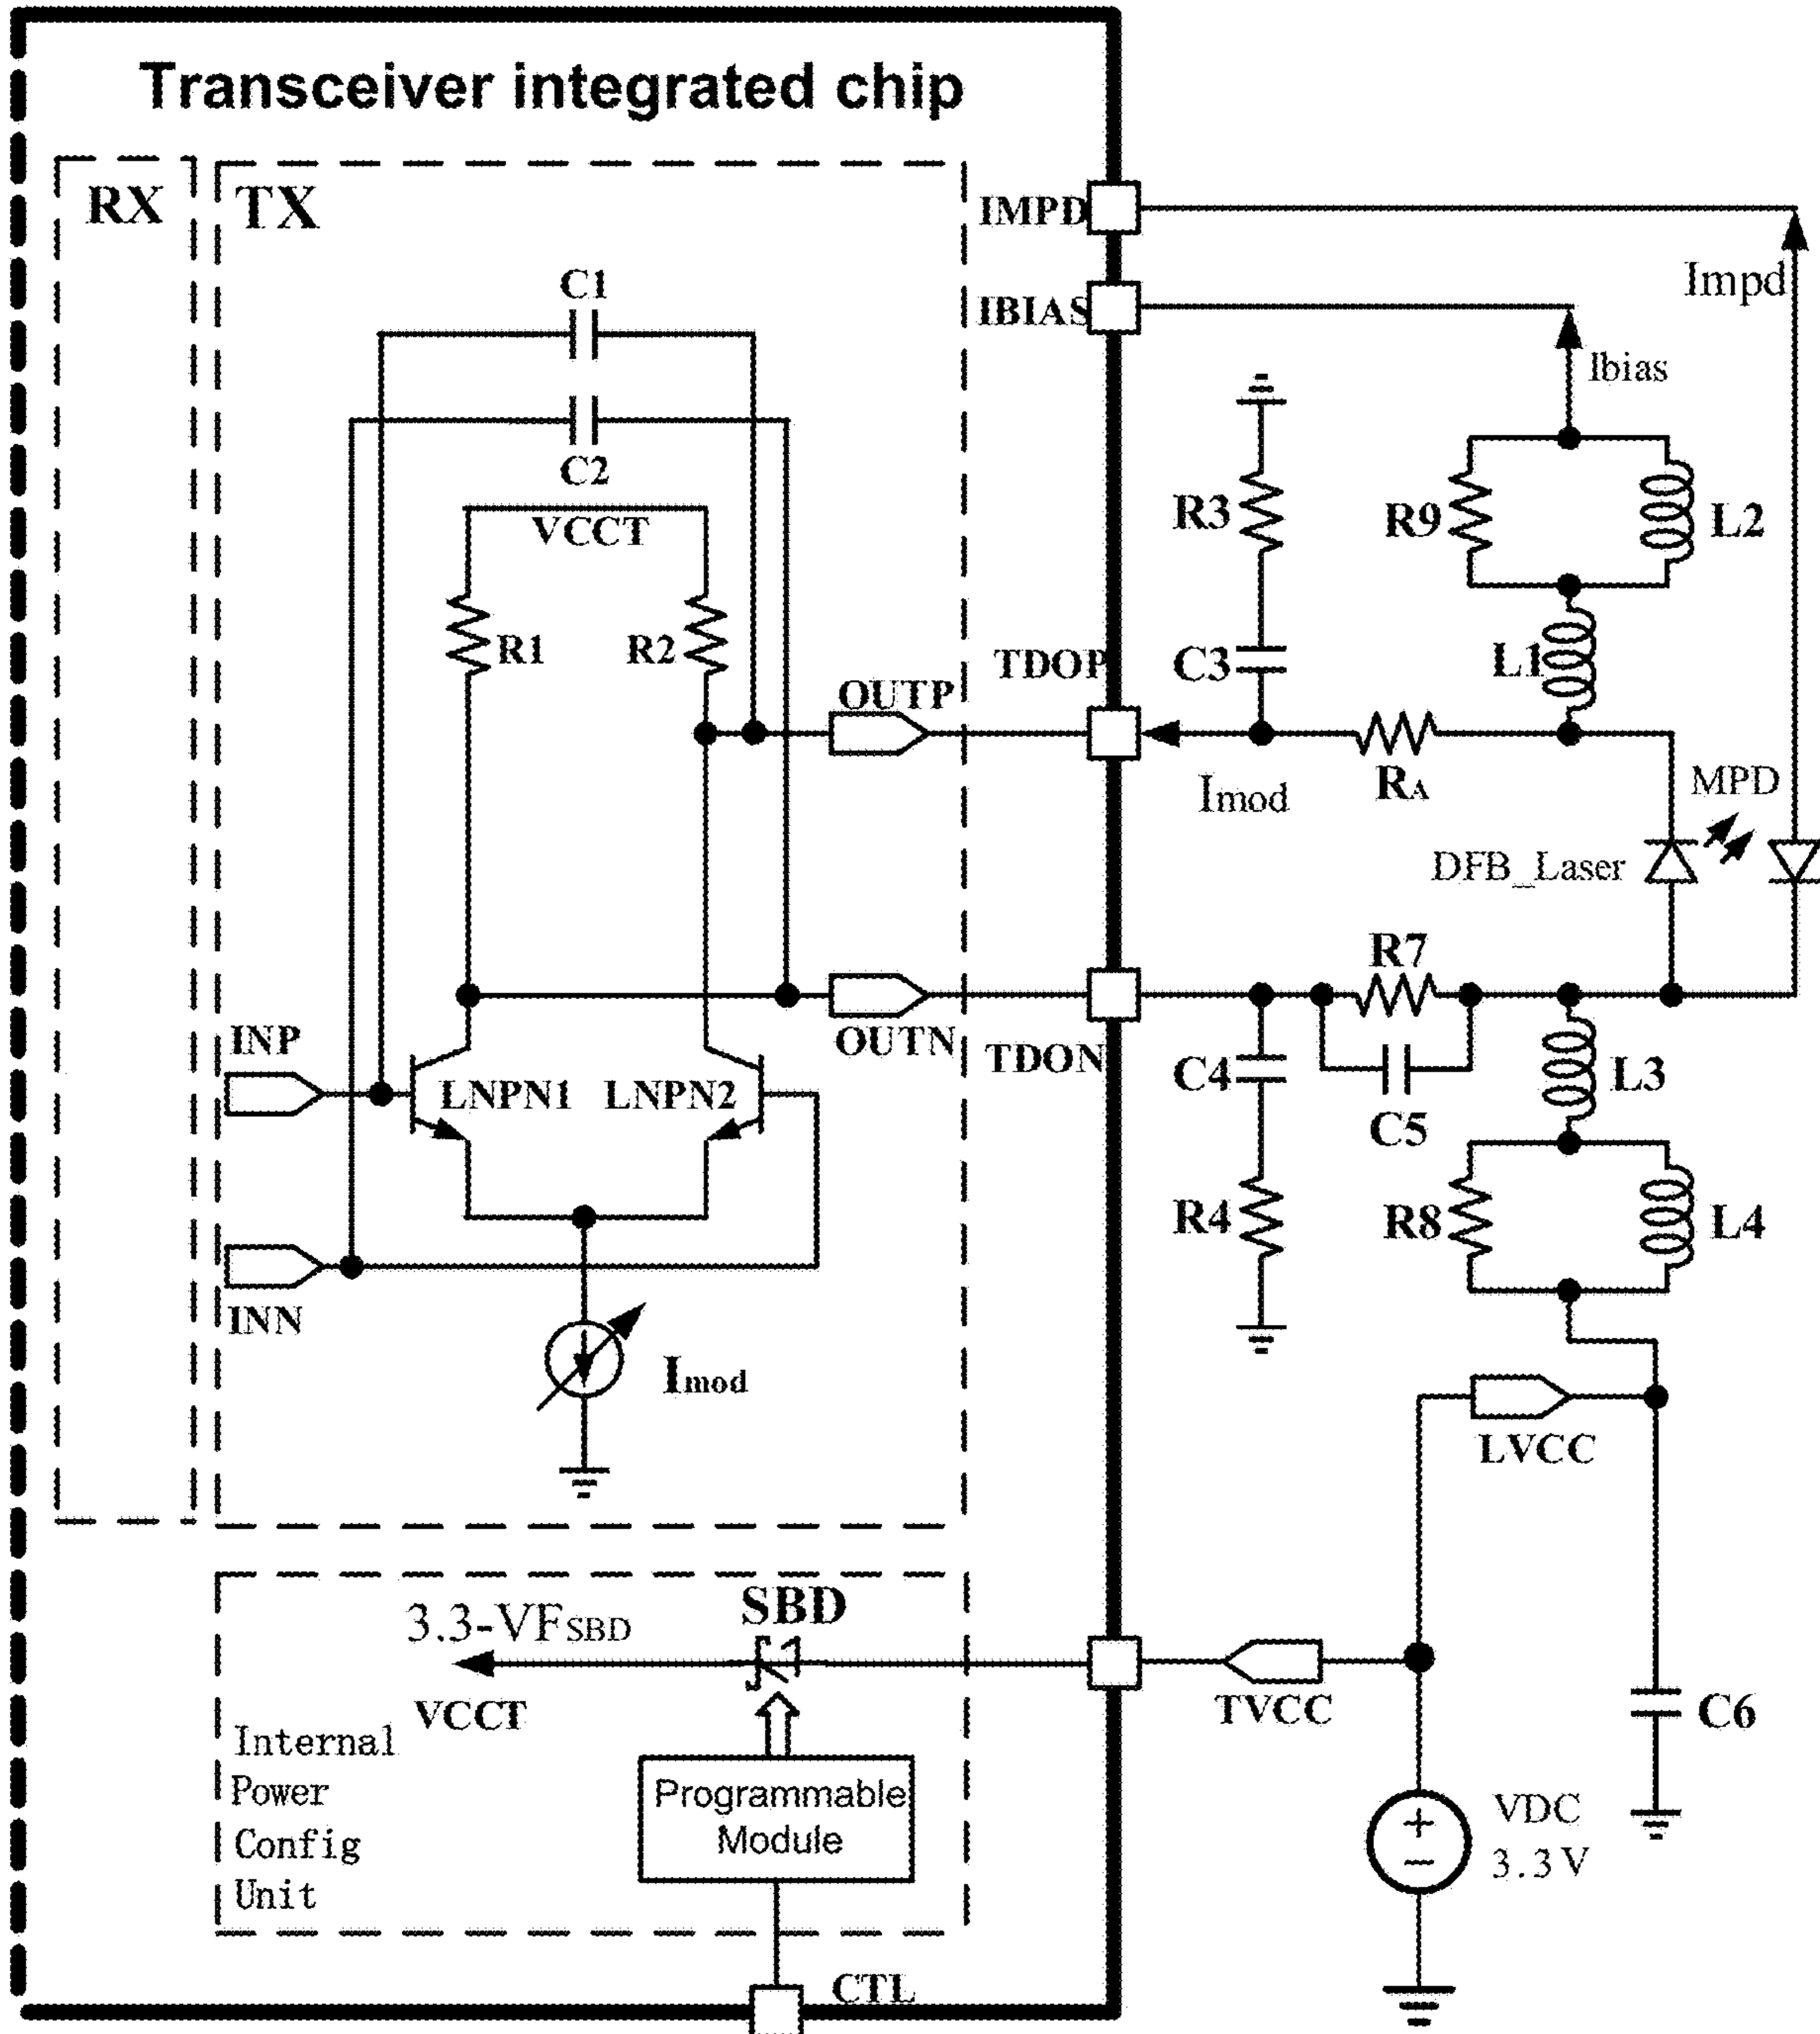 Transceiver integrated chip
RX
TX
IMPD
Impd
C1
IBIAS
Ibias
C2
VCCT
R3
R9
L2
R1
R2
TDOP
C3
L1
OUTP
Imod
RA
MPD
DFB_Laser
R7
INP
OUTN
TDON
LNPN1
LNPN2
C4
C5
L3
R4
R8
L4
INN
Imod
LVCC
3.3-VFSBD
SBD
VCCT
TVCC
C6
Internal
Power
Config
Unit
Programmable
Module
VDC
3.3V
CTL